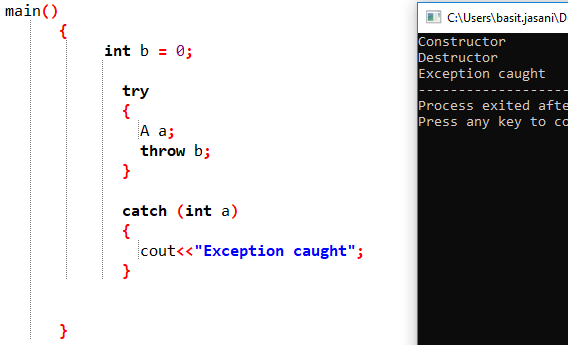 main()
{
int b = 0;
try
{
A a;
throw b;
}
catch (int a)
{
cout<<"Exception caught";
}
}
C:\Users\basit.jasani\D
Constructor
Destructor
Exception caught
--------------------
Process exited afte
Press any key to co